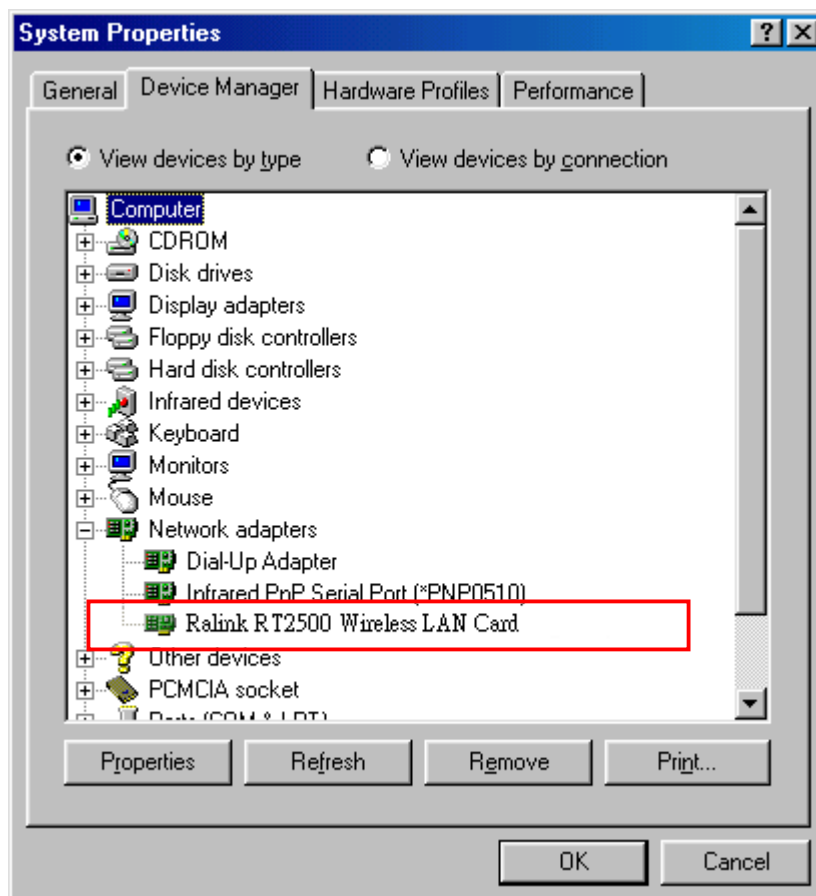 System Properties
General Device Manager Hardware Profiles Performance
View devices by type View devices by connection
Computer
CDROM
Disk drives
Display adapters
Floppy disk controllers
Hard disk controllers
Infrared devices
Keyboard
Monitors
Mouse
Network adapters
Dial-Up Adapter
Infrared PnP Serial Port (*PNP0510)
Ralink RT2500 Wireless LAN Card
Other devices
PCMCIA socket
Ports (COM & LPT)
Properties Refresh Remove Print...
OK Cancel